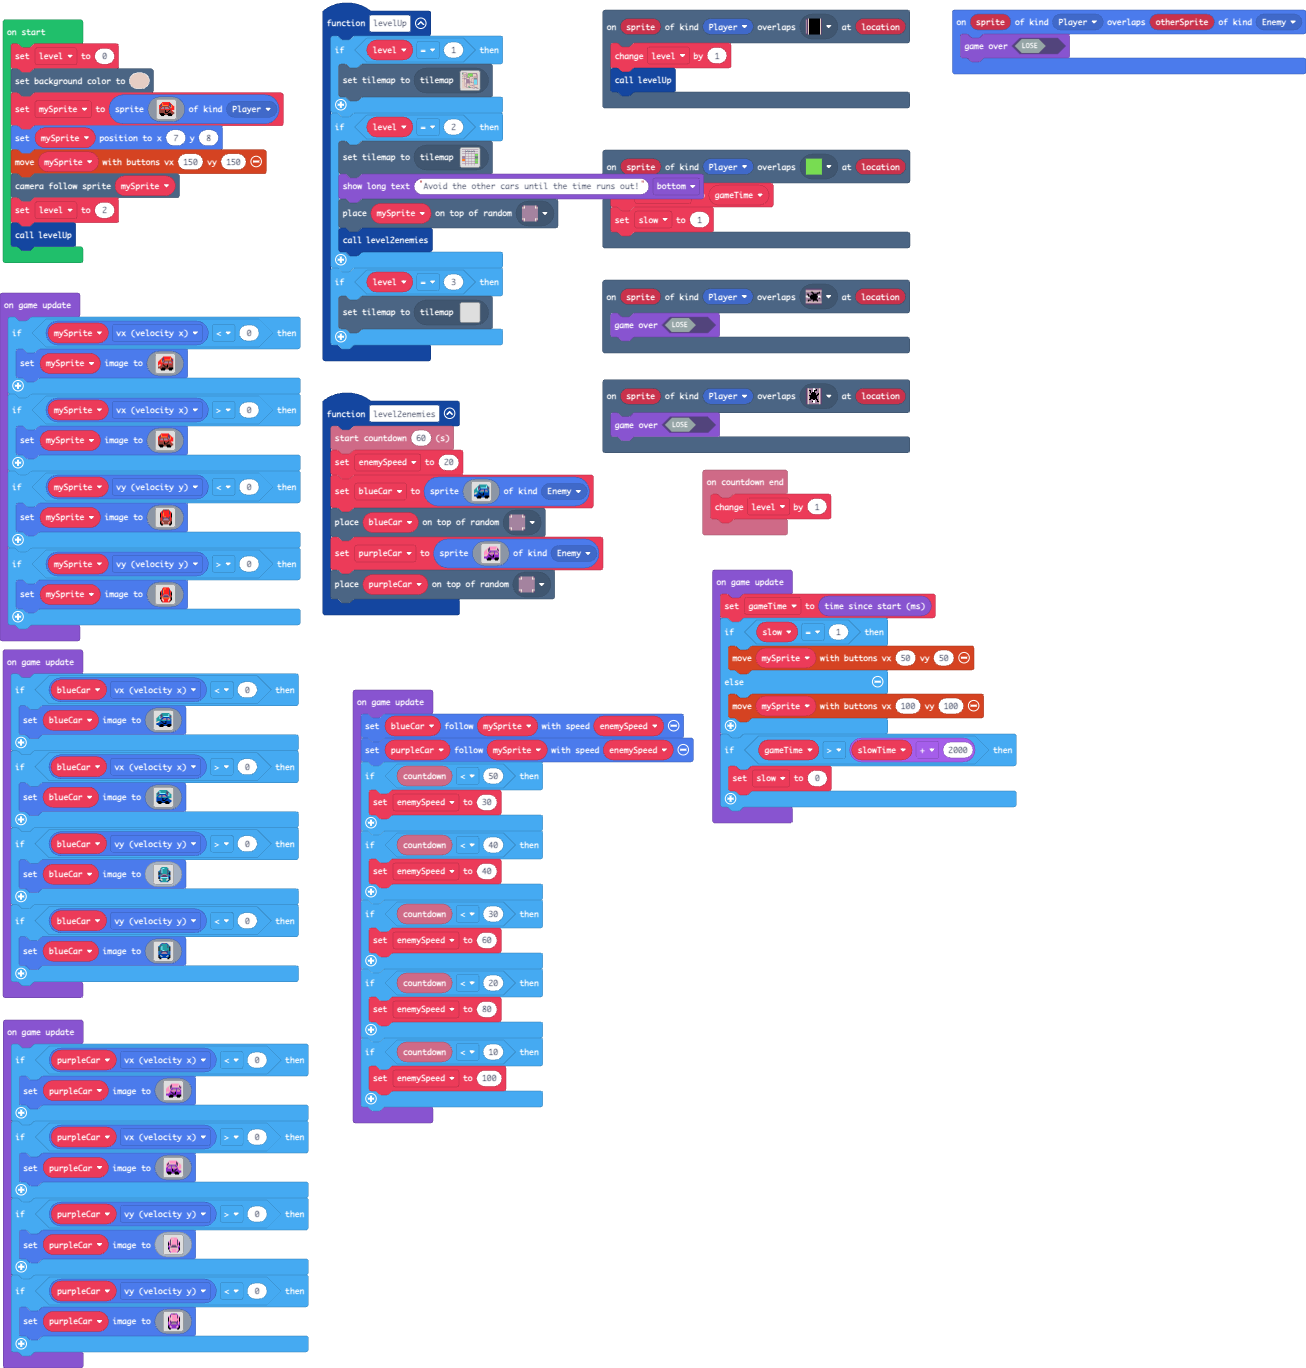 on start
set level to 0
set background color to
set mySprite to sprite of kind Player
set mySprite position to x 7 y 8
move mySprite with buttons vx 150 vy 150
camera follow sprite mySprite
set level to 2
call levelUp
on game update
if mySprite vx (velocity x) < 0 then
set mySprite image to
if mySprite vx (velocity x) > 0 then
set mySprite image to
if mySprite vy (velocity y) < 0 then
set mySprite image to
if mySprite vy (velocity y) > 0 then
set mySprite image to
on game update
if blueCar vx (velocity x) < 0 then
set blueCar image to
if blueCar vx (velocity x) > 0 then
set blueCar image to
if blueCar vy (velocity y) > 0 then
set blueCar image to
if blueCar vy (velocity y) < 0 then
set blueCar image to
on game update
if purpleCar vx (velocity x) < 0 then
set purpleCar image to
if purpleCar vx (velocity x) > 0 then
set purpleCar image to
if purpleCar vy (velocity y) > 0 then
set purpleCar image to
if purpleCar vy (velocity y) < 0 then
set purpleCar image to
function levelUp
if level = 1 then
set tilemap to tilemap
if level = 2 then
set tilemap to tilemap
show long text "Avoid the other cars until the time runs out!" bottom
place mySprite on top of random
call level2enemies
if level = 3 then
set tilemap to tilemap
function level2enemies
start countdown 60 (s)
set enemySpeed to 20
set blueCar to sprite of kind Enemy
place blueCar on top of random
set purpleCar to sprite of kind Enemy
place purpleCar on top of random
on game update
set blueCar follow mySprite with speed enemySpeed
set purpleCar follow mySprite with speed enemySpeed
if countdown < 50 then
set enemySpeed to 30
if countdown < 40 then
set enemySpeed to 40
if countdown < 30 then
set enemySpeed to 60
if countdown < 20 then
set enemySpeed to 80
if countdown < 10 then
set enemySpeed to 100
on sprite of kind Player overlaps at location
change level by 1
call levelUp
on sprite of kind Player overlaps at location
gameTime
set slow to 1
on sprite of kind Player overlaps at location
game over LOSE
on sprite of kind Player overlaps at location
game over LOSE
on countdown end
change level by 1
on game update
set gameTime to time since start (ms)
if slow = 1 then
move mySprite with buttons vx 50 vy 50
else
move mySprite with buttons vx 100 vy 100
if gameTime > slowTime + 2000 then
set slow to 0
on sprite of kind Player overlaps otherSprite of kind Enemy
game over LOSE